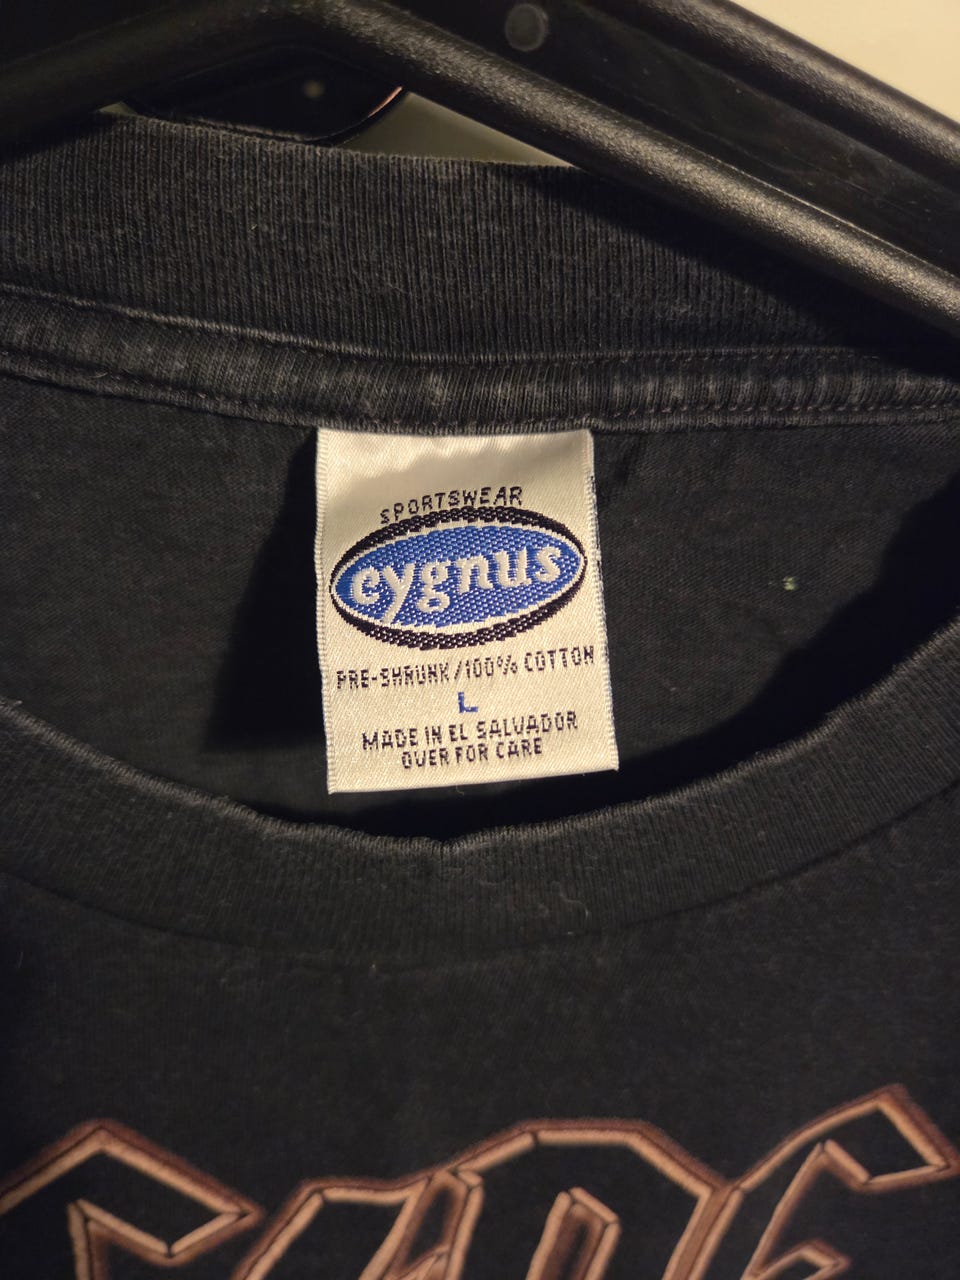 SPORTSWEAR
cygnus
PRE-SHRUNK/100% COTTON
L
MADE IN EL SALVADOR
OVER FOR CARE